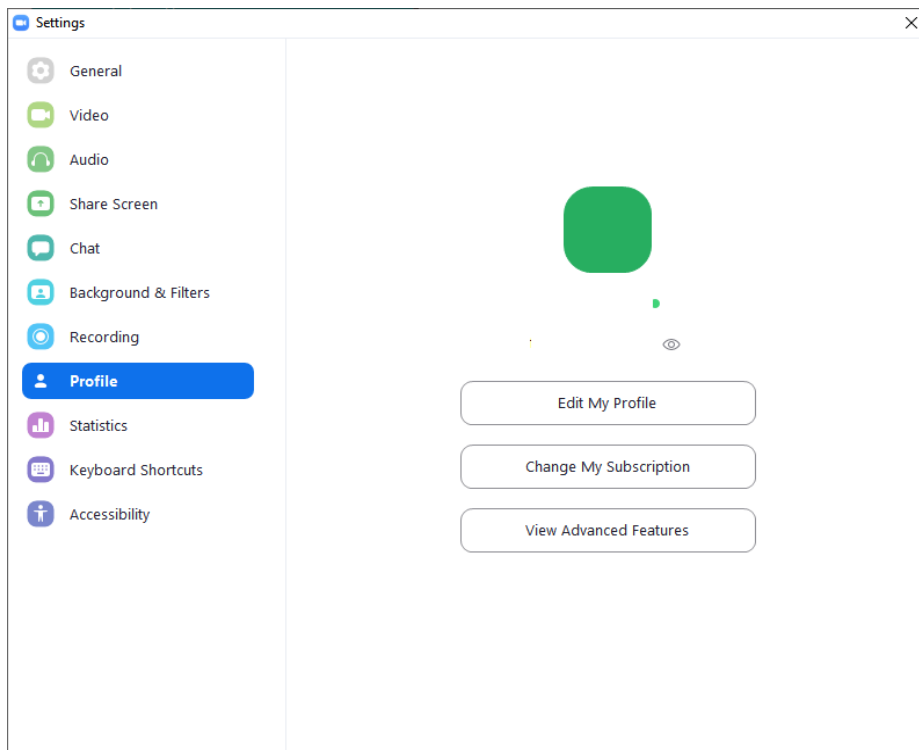 Settings
General
Video
Audio
Share Screen
Chat
Background & Filters
Recording
Profile
Statistics
Keyboard Shortcuts
Accessibility
Edit My Profile
Change My Subscription
View Advanced Features